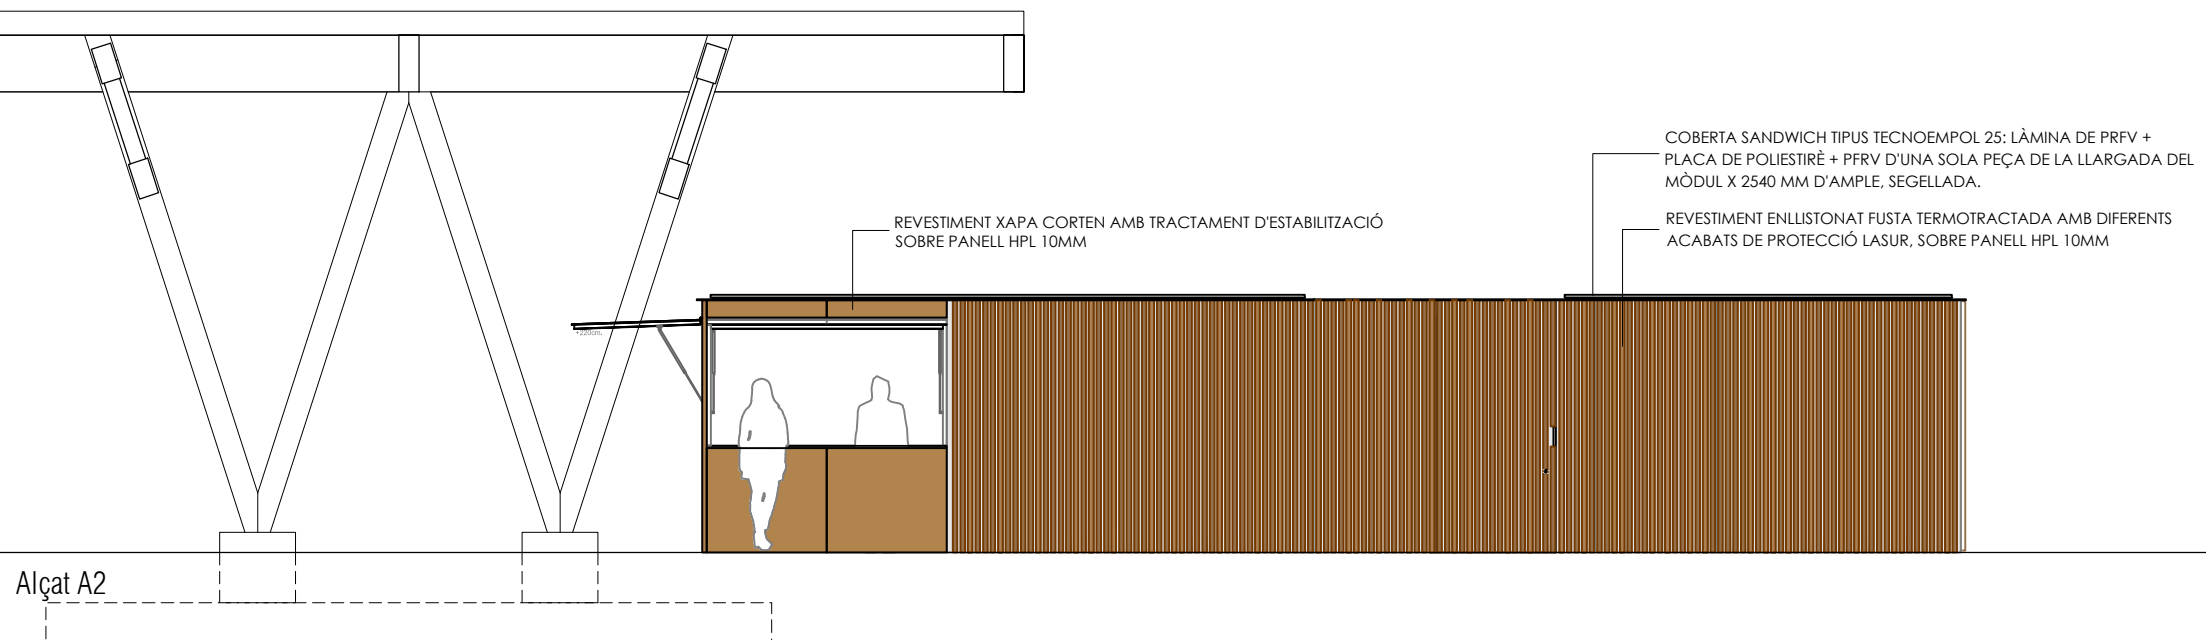 COBERTA SANDWICH TIPUS TECNOEMPOL 25: LÀMINA DE PRFV +
PLACA DE POLIESTIRÈ + PFRV D'UNA SOLA PEÇA DE LA LLARGADA DEL
MÒDUL X 2540 MM D'AMPLE, SEGELLADA.
REVESTIMENT XAPA CORTEN AMB TRACTAMENT D'ESTABILITZACIÓ
SOBRE PANELL HPL 10MM
REVESTIMENT ENLLISTONAT FUSTA TERMOTRACTADA AMB DIFERENTS
ACABATS DE PROTECCIÓ LASUR, SOBRE PANELL HPL 10MM
+220cm.
Alçat A2